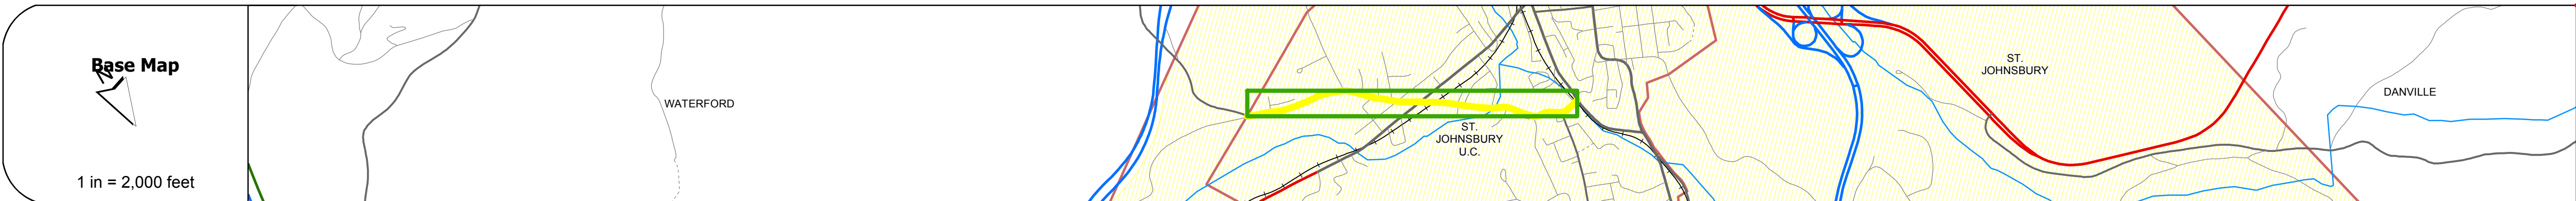 Base Map
N
1 in = 2,000 feet
WATERFORD
ST.
JOHNSBURY
U.C.
ST.
JOHNSBURY
DANVILLE